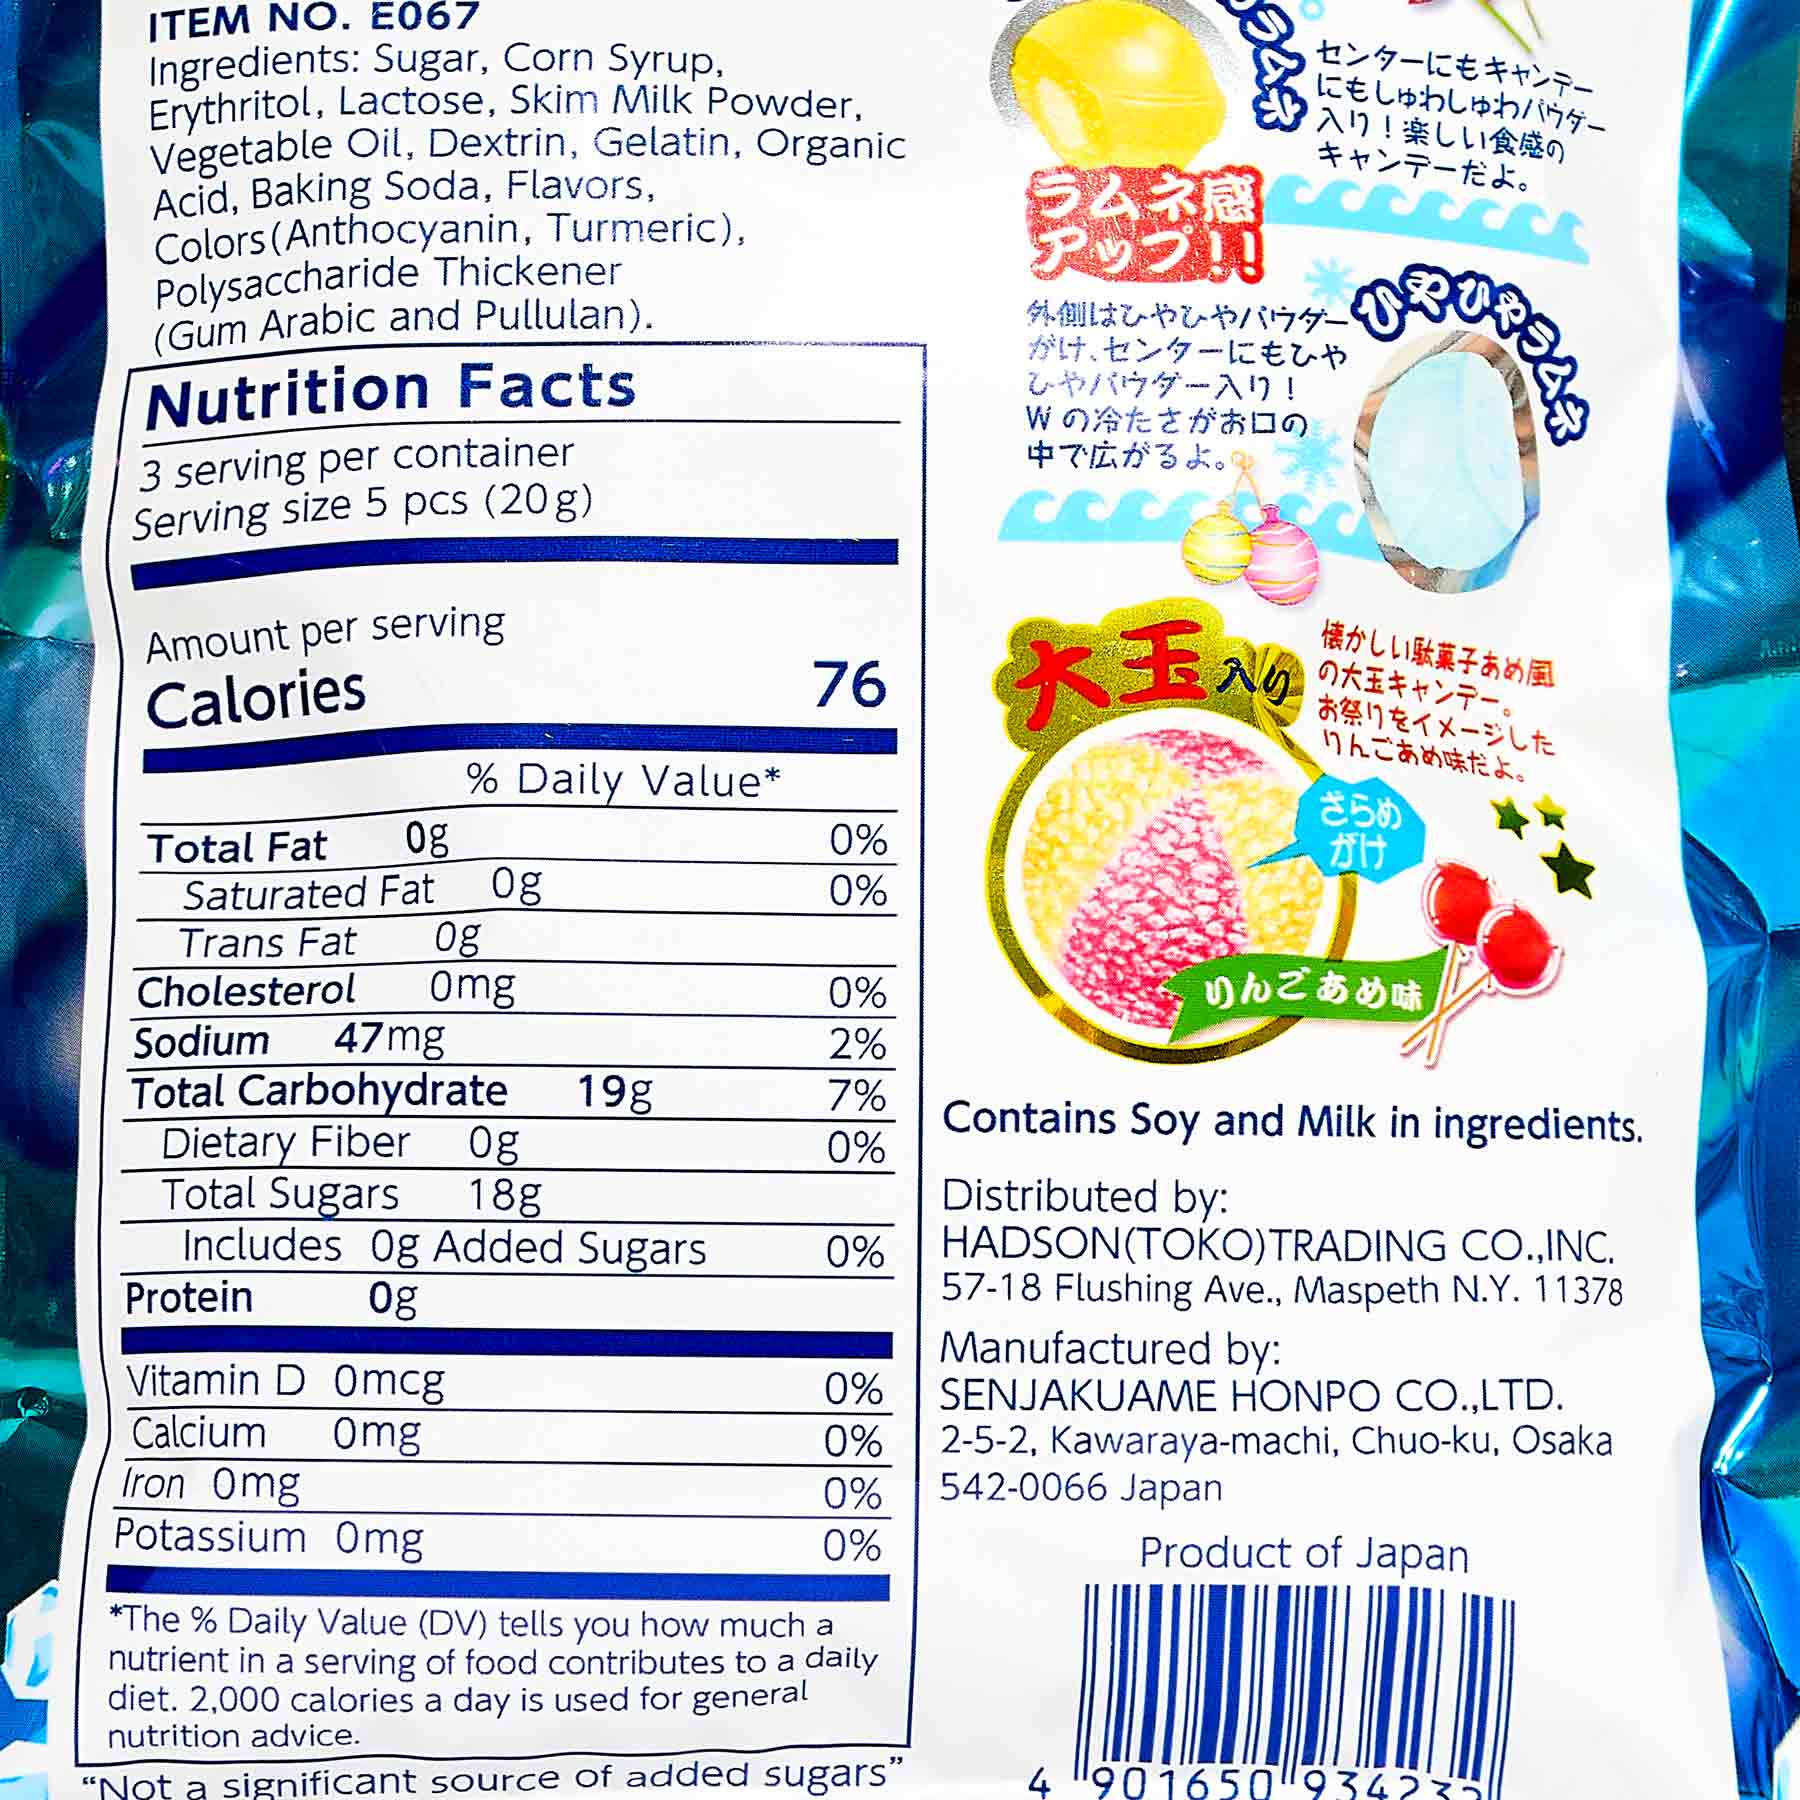 ITEM NO. E067
Ingredients: Sugar, Corn Syrup,
Erythritol, Lactose, Skim Milk Powder,
Vegetable Oil, Dextrin, Gelatin, Organic
Acid, Baking Soda, Flavors,
Colors(Anthocyanin, Turmeric),
Polysaccharide Thickener
(Gum Arabic and Pullulan).
Nutrition Facts
3 serving per container
Serving size 5 pcs (20g)
Amount per serving
Calories 76
% Daily Value*
Total Fat 0g 0%
Saturated Fat 0g 0%
Trans Fat 0g
Cholesterol 0mg 0%
Sodium 47mg 2%
Total Carbohydrate 19g 7%
Dietary Fiber 0g 0%
Total Sugars 18g
Includes 0g Added Sugars 0%
Protein 0g
Vitamin D 0mcg 0%
Calcium 0mg 0%
Iron 0mg 0%
Potassium 0mg 0%
*The % Daily Value (DV) tells you how much a
nutrient in a serving of food contributes to a daily
diet. 2,000 calories a day is used for general
nutrition advice.
“Not a significant source of added sugars”
ラムネ
センターにもキャンデー
にもしゅわしゅわパウダー
入り！楽しい食感の
キャンデーだよ。
ラムネ感
アップ!!
ひやひやラムネ
外側はひやひやパウダー
がけ、センターにもひや
ひやパウダー入り！
Wの冷たさがお口の
中で広がるよ。
大玉入り
懐かしい駄菓子あめ風
の大玉キャンデー。
お祭りをイメージした
りんごあめ味だよ。
ざらめ
がけ
りんごあめ味
Contains Soy and Milk in ingredients.
Distributed by:
HADSON(TOKO)TRADING CO.,INC.
57-18 Flushing Ave., Maspeth N.Y. 11378
Manufactured by:
SENJAKUAME HONPO CO.,LTD.
2-5-2, Kawaraya-machi, Chuo-ku, Osaka
542-0066 Japan
Product of Japan
4 901650 93423